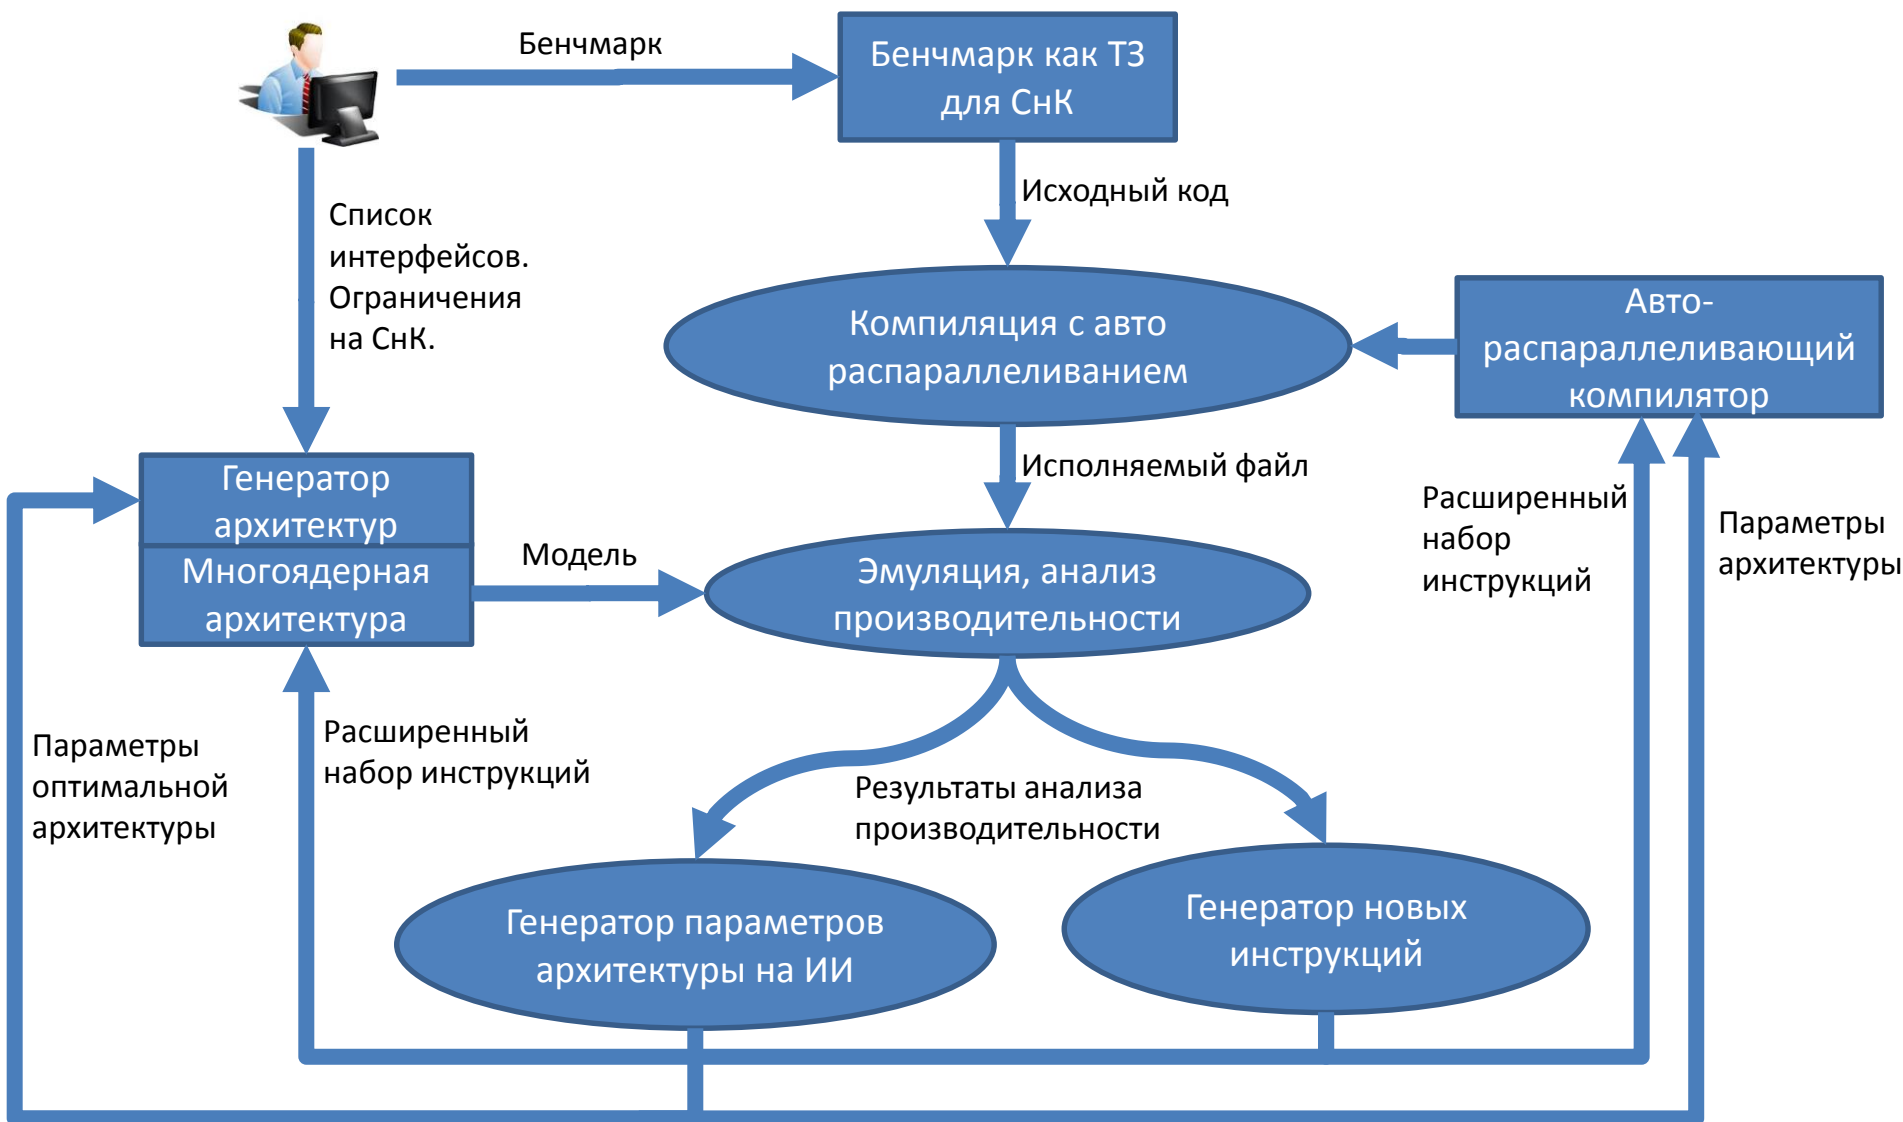 Бенчмарк
Бенчмарк как ТЗ
для СнК
Исходный код
Список
интерфейсов.
Ограничения
на СнК.
Компиляция с авто
распараллеливанием
Авто-
распараллеливающий
компилятор
Исполняемый файл
Генератор
архитектур
Многоядерная
архитектура
Модель
Эмуляция, анализ
производительности
Расширенный
набор
инструкций
Параметры
архитектуры
Параметры
оптимальной
архитектуры
Расширенный
набор инструкций
Результаты анализа
производительности
Генератор параметров
архитектуры на ИИ
Генератор новых
инструкций